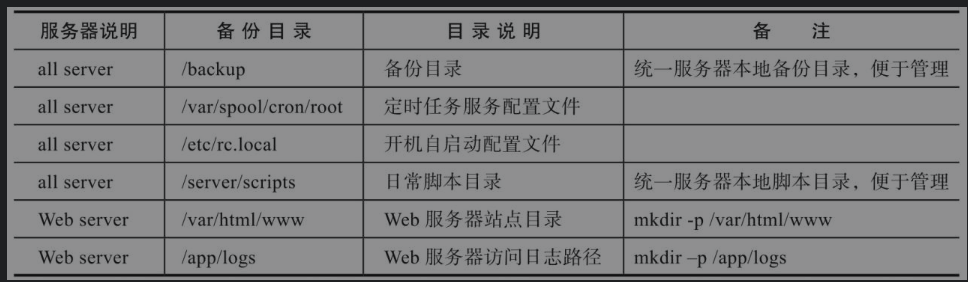 服务器说明 备份目录 目录说明 备注
all server /backup 备份目录 统一服务器本地备份目录，便于管理
all server /var/spool/cron/root 定时任务服务配置文件
all server /etc/rc.local 开机自启动配置文件
all server /server/scripts 日常脚本目录 统一服务器本地脚本目录，便于管理
Web server /var/html/www Web 服务器站点目录 mkdir -p /var/html/www
Web server /app/logs Web 服务器访问日志路径 mkdir –p /app/logs